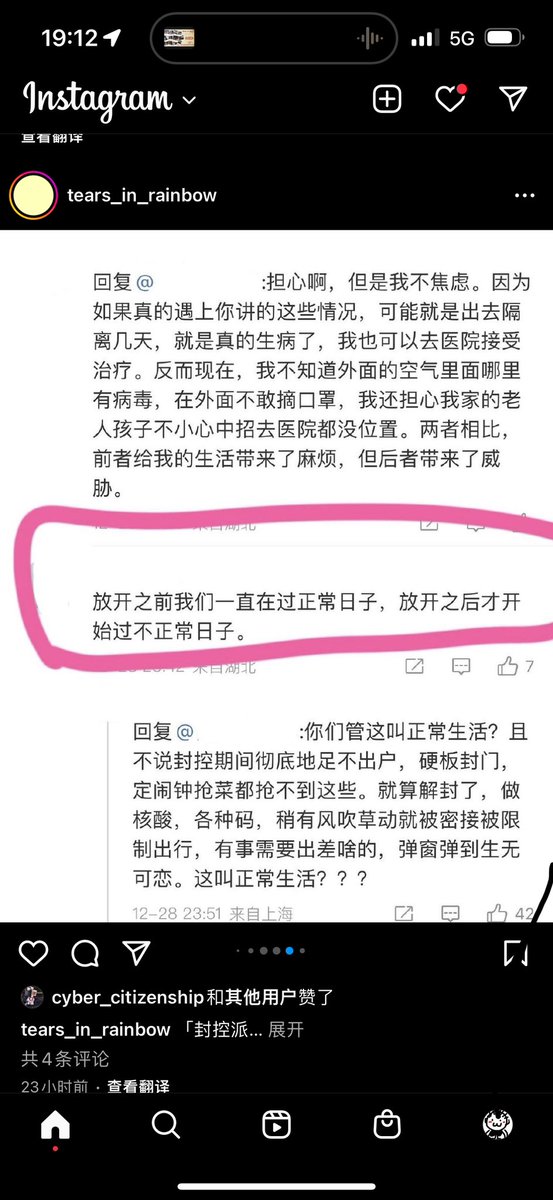 19:12
5G
Instagram
查看翻译
tears_in_rainbow
回复@ :担心啊，但是我不焦虑。因为
如果真的遇上你讲的这些情况，可能就是出去隔
离几天，就是真的生病了，我也可以去医院接受
治疗。反而现在，我不知道外面的空气里面哪里
有病毒，在外面不敢摘口罩，我还担心我家的老
人孩子不小心中招去医院都没位置。两者相比，
前者给我的生活带来了麻烦，但后者带来了威
胁。
来自湖北
放开之前我们一直在过正常日子，放开之后才开
始过不正常日子。
来自湖北
7
回复@ :你们管这叫正常生活？且
不说封控期间彻底地足不出户，硬板封门，
定闹钟抢菜都抢不到这些。就算解封了，做
核酸，各种码，稍有风吹草动就被密接被限
制出行，有事需要出差啥的，弹窗弹到生无
可恋。这叫正常生活？？？
12-28 23:51 来自上海
42
cyber_citizenship和其他用户赞了
tears_in_rainbow 「封控派... 展开
共4条评论
23小时前 · 查看翻译